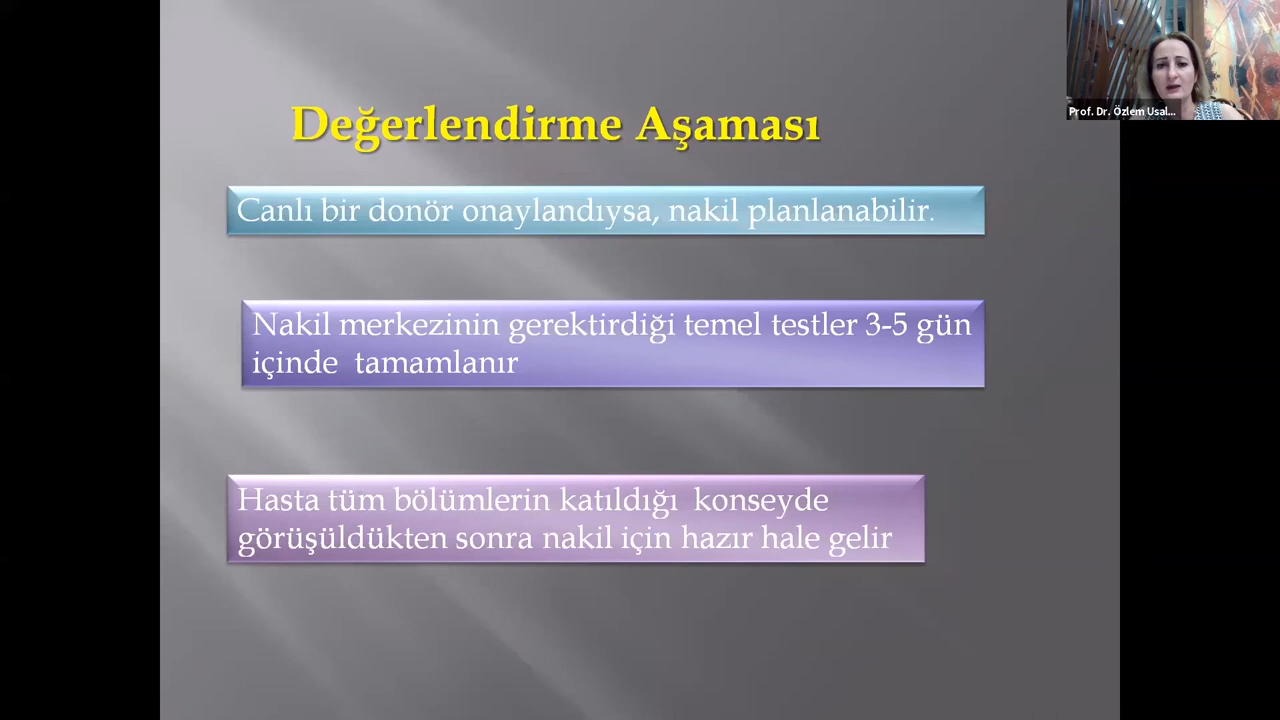 Prof. Dr. Özlem Usal...
Değerlendirme Aşaması
Canlı bir donör onaylandıysa, nakil planlanabilir.
Nakil merkezinin gerektirdiği temel testler 3-5 gün
içinde tamamlanır
Hasta tüm bölümlerin katıldığı konseyde
görüşüldükten sonra nakil için hazır hale gelir